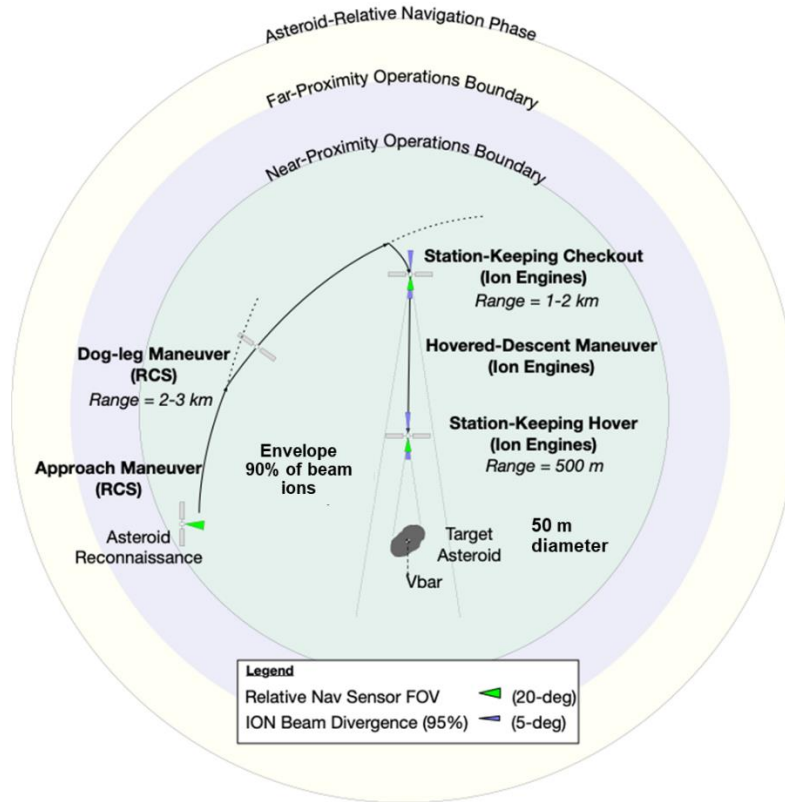 Asteroid-Relative Navigation Phase
Far-Proximity Operations Boundary
Near-Proximity Operations Boundary
Station-Keeping Checkout
(Ion Engines)
Range = 1-2 km
Dog-leg Maneuver
(RCS)
Range = 2-3 km
Hovered-Descent Maneuver
(Ion Engines)
Station-Keeping Hover
(Ion Engines)
Range = 500 m
Approach Maneuver
(RCS)
Envelope
90% of beam
ions
Asteroid
Reconnaissance
Target
Asteroid
50 m
diameter
Vbar
Legend
Relative Nav Sensor FOV (20-deg)
ION Beam Divergence (95%) (5-deg)